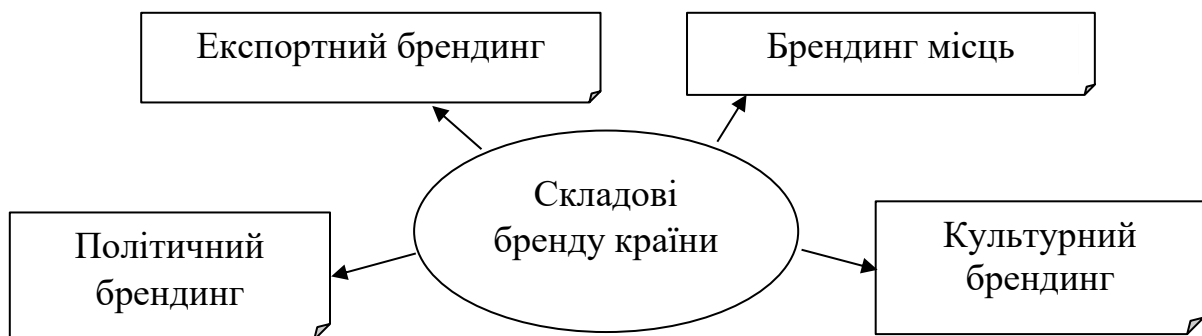 Експортний брендинг
Брендинг місць
Складові
бренду країни
Політичний
брендинг
Культурний
брендинг